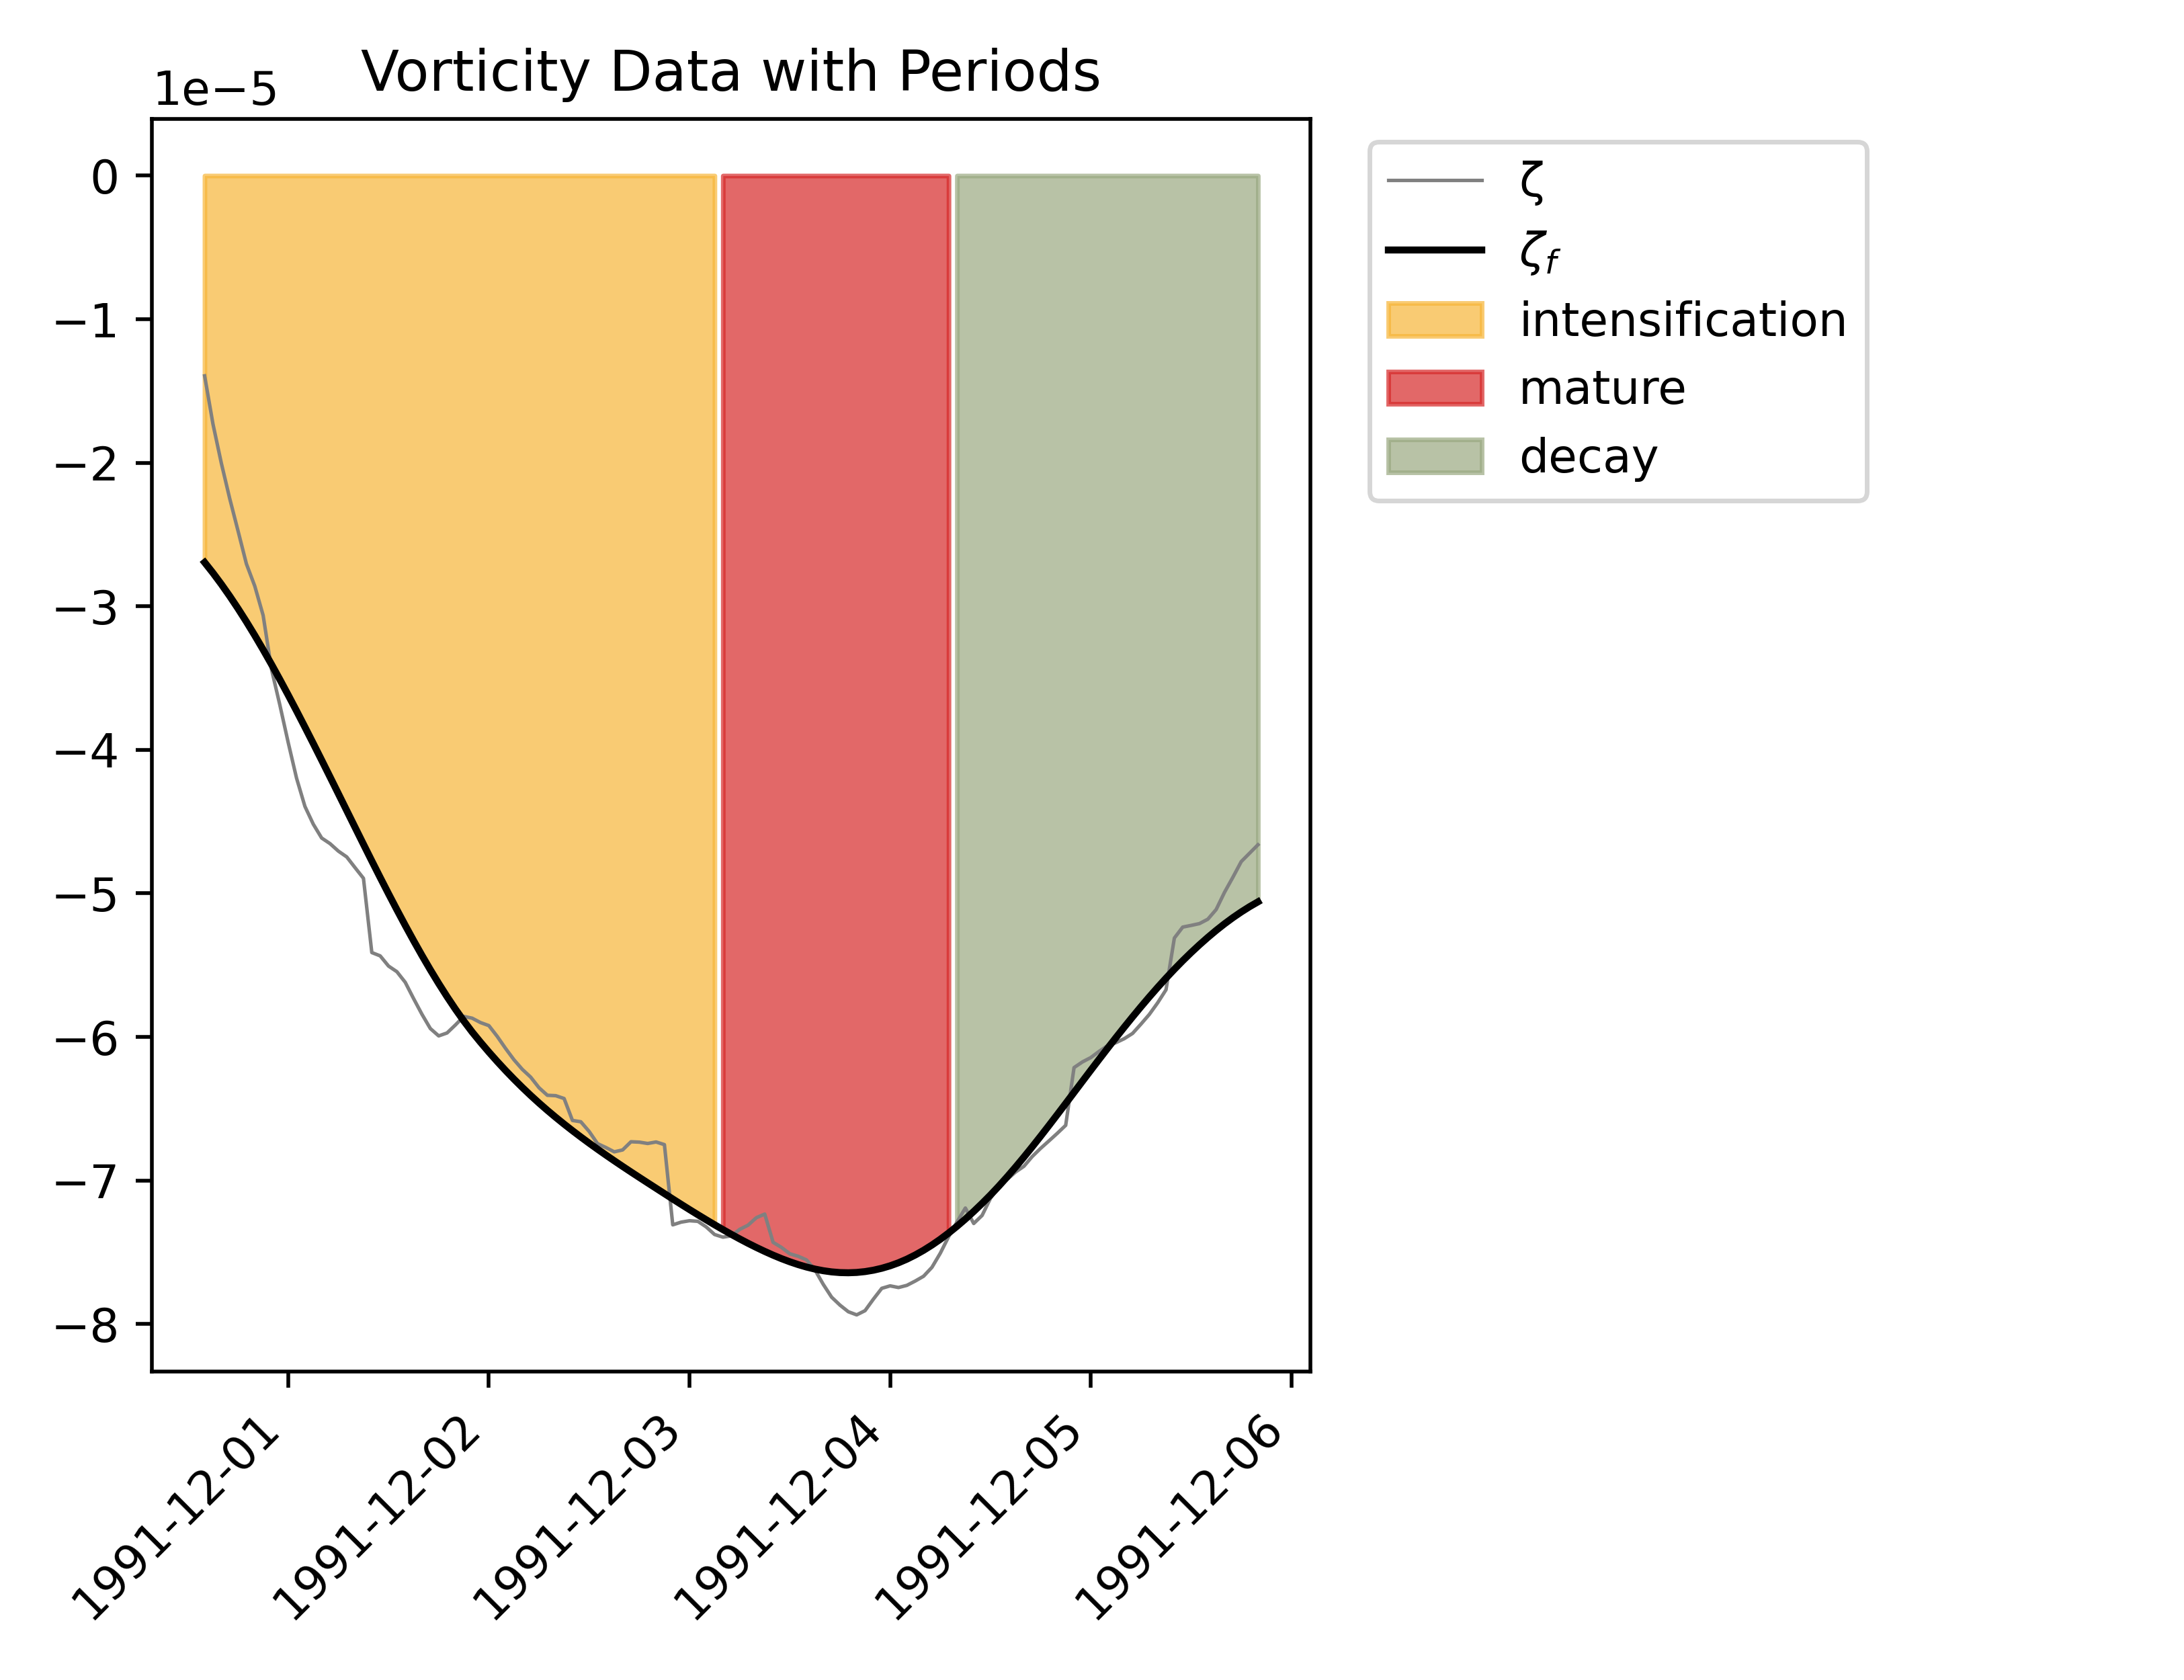 Vorticity Data with Periods
1e−5
0
−1
−2
−3
−4
−5
−6
−7
−8
1991-12-01
1991-12-02
1991-12-03
1991-12-04
1991-12-05
1991-12-06
ζ
ζf
intensification
mature
decay